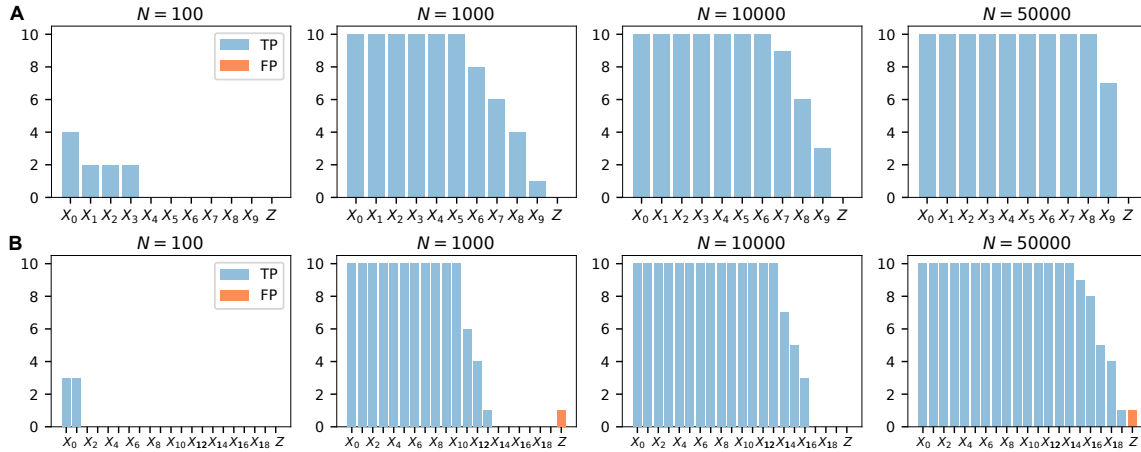 A
N = 100
N = 1000
N = 10000
N = 50000
10
8
6
4
2
0
TP
FP
X₀ X₁ X₂ X₃ X₄ X₅ X₆ X₇ X₈ X₉ Z
10
8
6
4
2
0
X₀ X₁ X₂ X₃ X₄ X₅ X₆ X₇ X₈ X₉ Z
10
8
6
4
2
0
X₀ X₁ X₂ X₃ X₄ X₅ X₆ X₇ X₈ X₉ Z
10
8
6
4
2
0
X₀ X₁ X₂ X₃ X₄ X₅ X₆ X₇ X₈ X₉ Z
B
N = 100
N = 1000
N = 10000
N = 50000
10
8
6
4
2
0
TP
FP
X₀ X₂ X₄ X₆ X₈ X₁₀ X₁₂ X₁₄ X₁₆ X₁₈ Z
10
8
6
4
2
0
X₀ X₂ X₄ X₆ X₈ X₁₀ X₁₂ X₁₄ X₁₆ X₁₈ Z
10
8
6
4
2
0
X₀ X₂ X₄ X₆ X₈ X₁₀ X₁₂ X₁₄ X₁₆ X₁₈ Z
10
8
6
4
2
0
X₀ X₂ X₄ X₆ X₈ X₁₀ X₁₂ X₁₄ X₁₆ X₁₈ Z